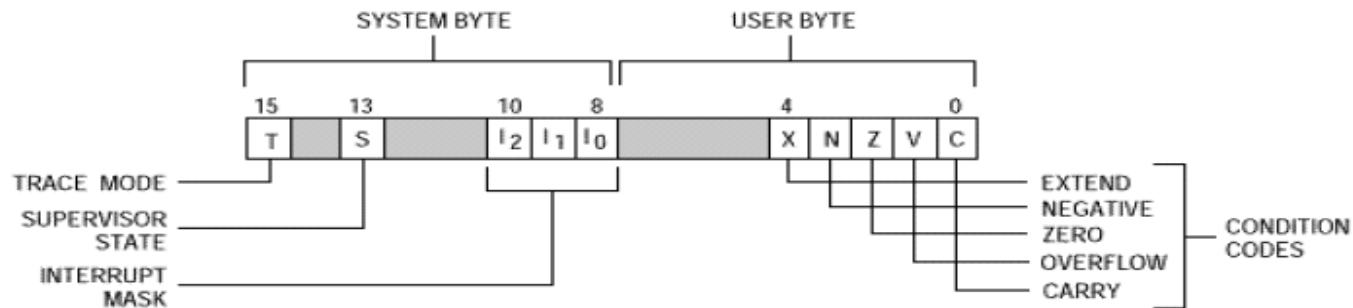 SYSTEM BYTE
USER BYTE
15 13 10 8 4 0
T S I2 I1 I0 X N Z V C
TRACE MODE
SUPERVISOR
STATE
INTERRUPT
MASK
EXTEND
NEGATIVE
ZERO
OVERFLOW
CARRY
CONDITION
CODES